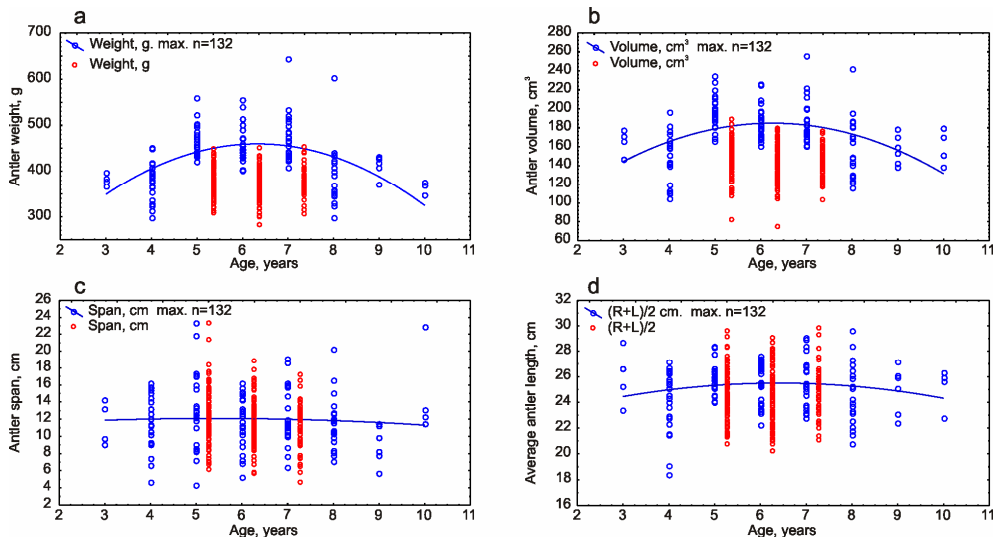 a
Weight, g. max. n=132
Weight, g
Antler weight, g
700
600
500
400
300
2 3 4 5 6 7 8 9 10 11
Age, years
b
Volume, cm³ max. n=132
Volume, cm³
Antler volume, cm³
280
260
240
220
200
180
160
140
120
100
80
60
2 3 4 5 6 7 8 9 10 11
Age, years
c
Span, cm max. n=132
Span, cm
Antler span, cm
26
24
22
20
18
16
14
12
10
8
6
4
2
2 3 4 5 6 7 8 9 10 11
Age, years
d
(R+L)/2 cm. max. n=132
(R+L)/2
Average antler length, cm
32
30
28
26
24
22
20
18
16
2 3 4 5 6 7 8 9 10 11
Age, years